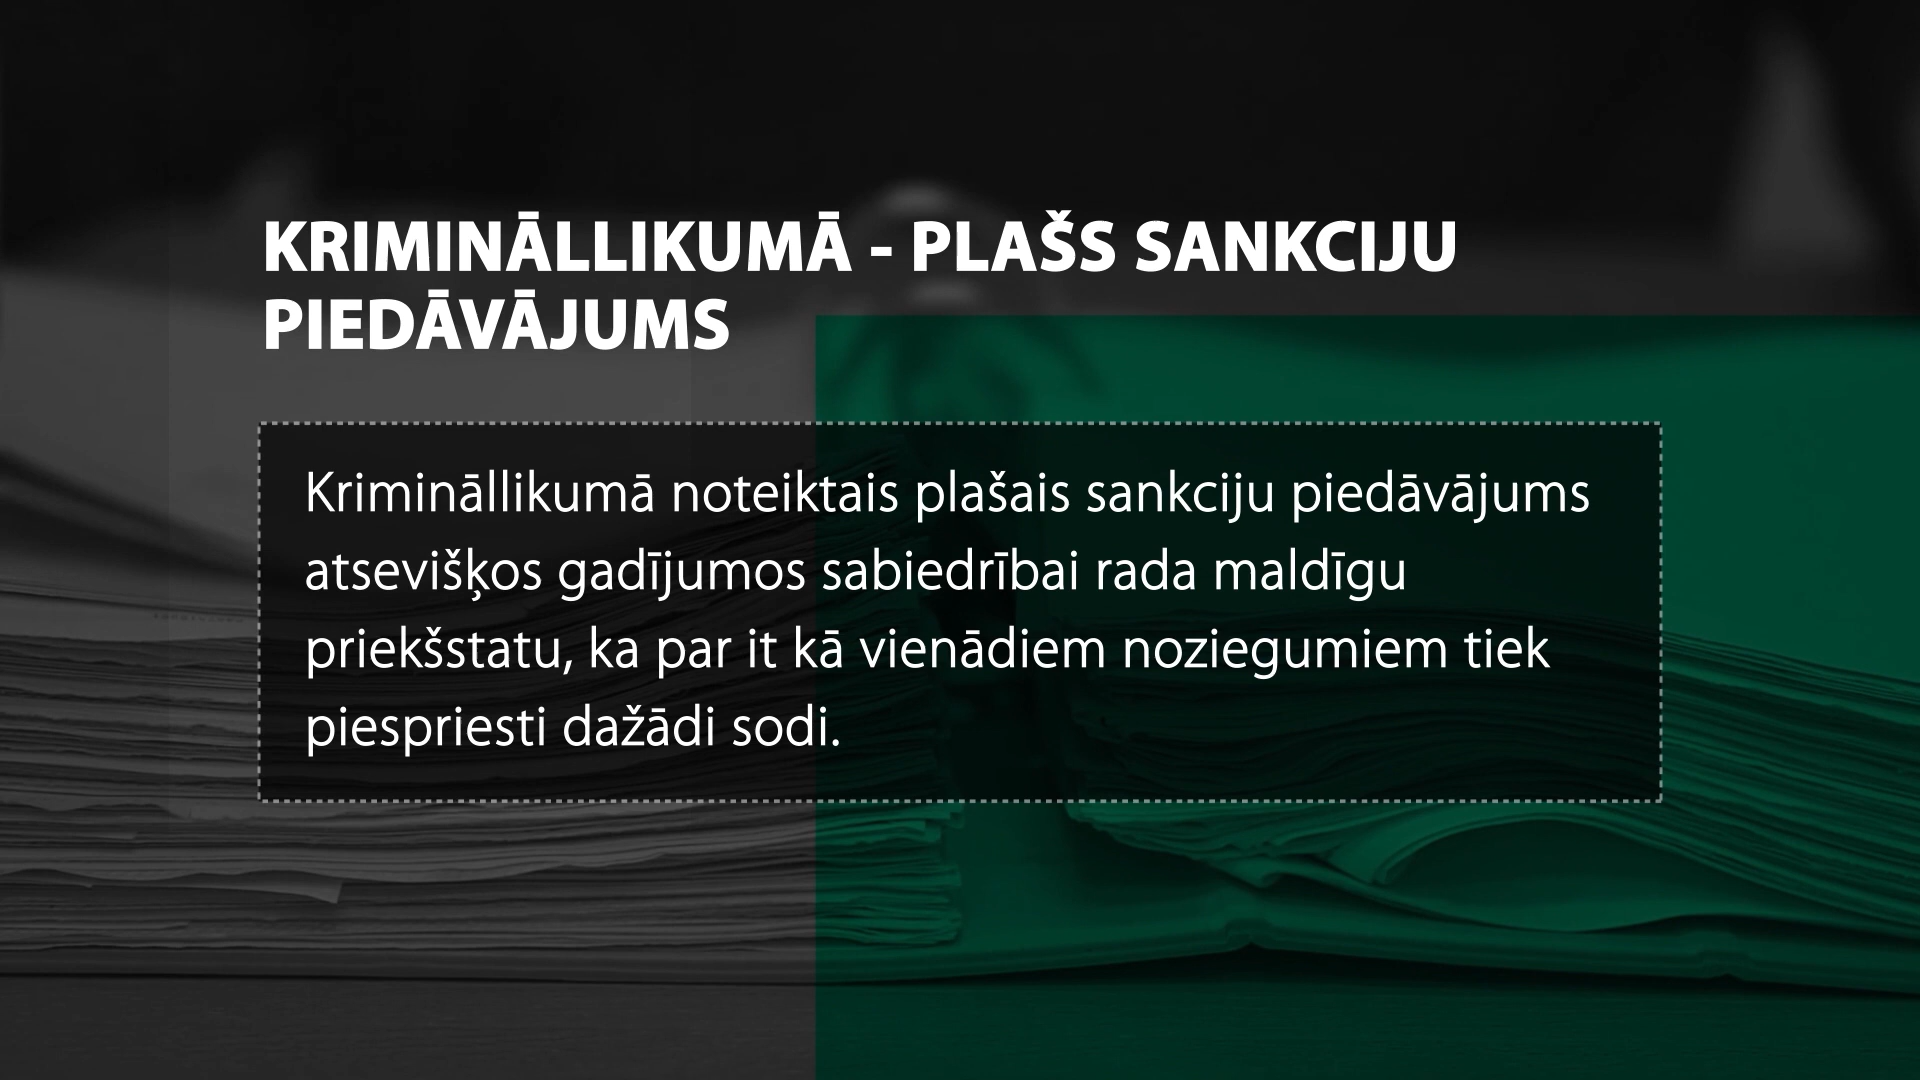 KRIMINĀLLIKUMĀ - PLAŠS SANKCIJU
PIEDĀVĀJUMS
Krimināllikumā noteiktais plašais sankciju piedāvājums
atsevišķos gadījumos sabiedrībai rada maldīgu
priekšstatu, ka par it kā vienādiem noziegumiem tiek
piespriesti dažādi sodi.